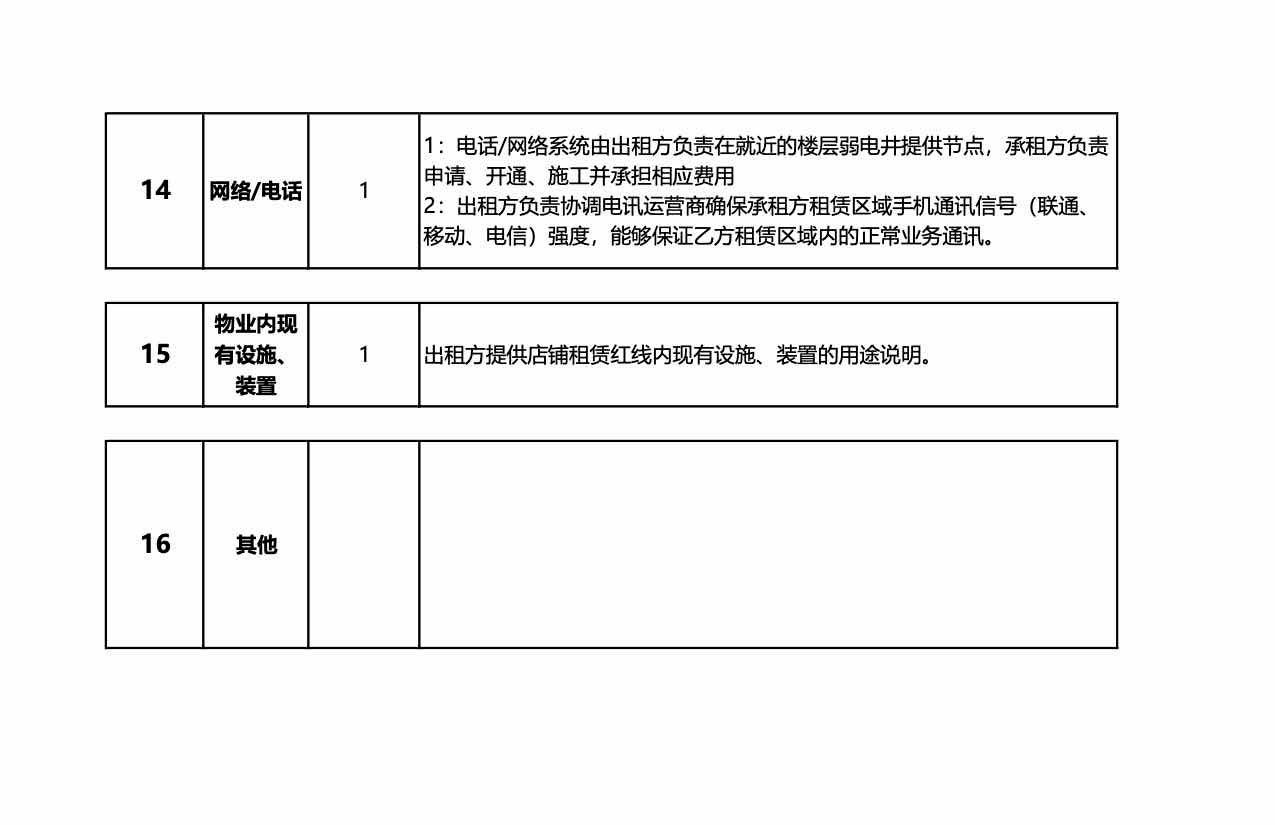 14
网络/电话
1
1：电话/网络系统由出租方负责在就近的楼层弱电井提供节点，承租方负责
申请、开通、施工并承担相应费用
2：出租方负责协调电讯运营商确保承租方租赁区域手机通讯信号（联通、
移动、电信）强度，能够保证乙方租赁区域内的正常业务通讯。
15
物业内现
有设施、
装置
1
出租方提供店铺租赁红线内现有设施、装置的用途说明。
16
其他